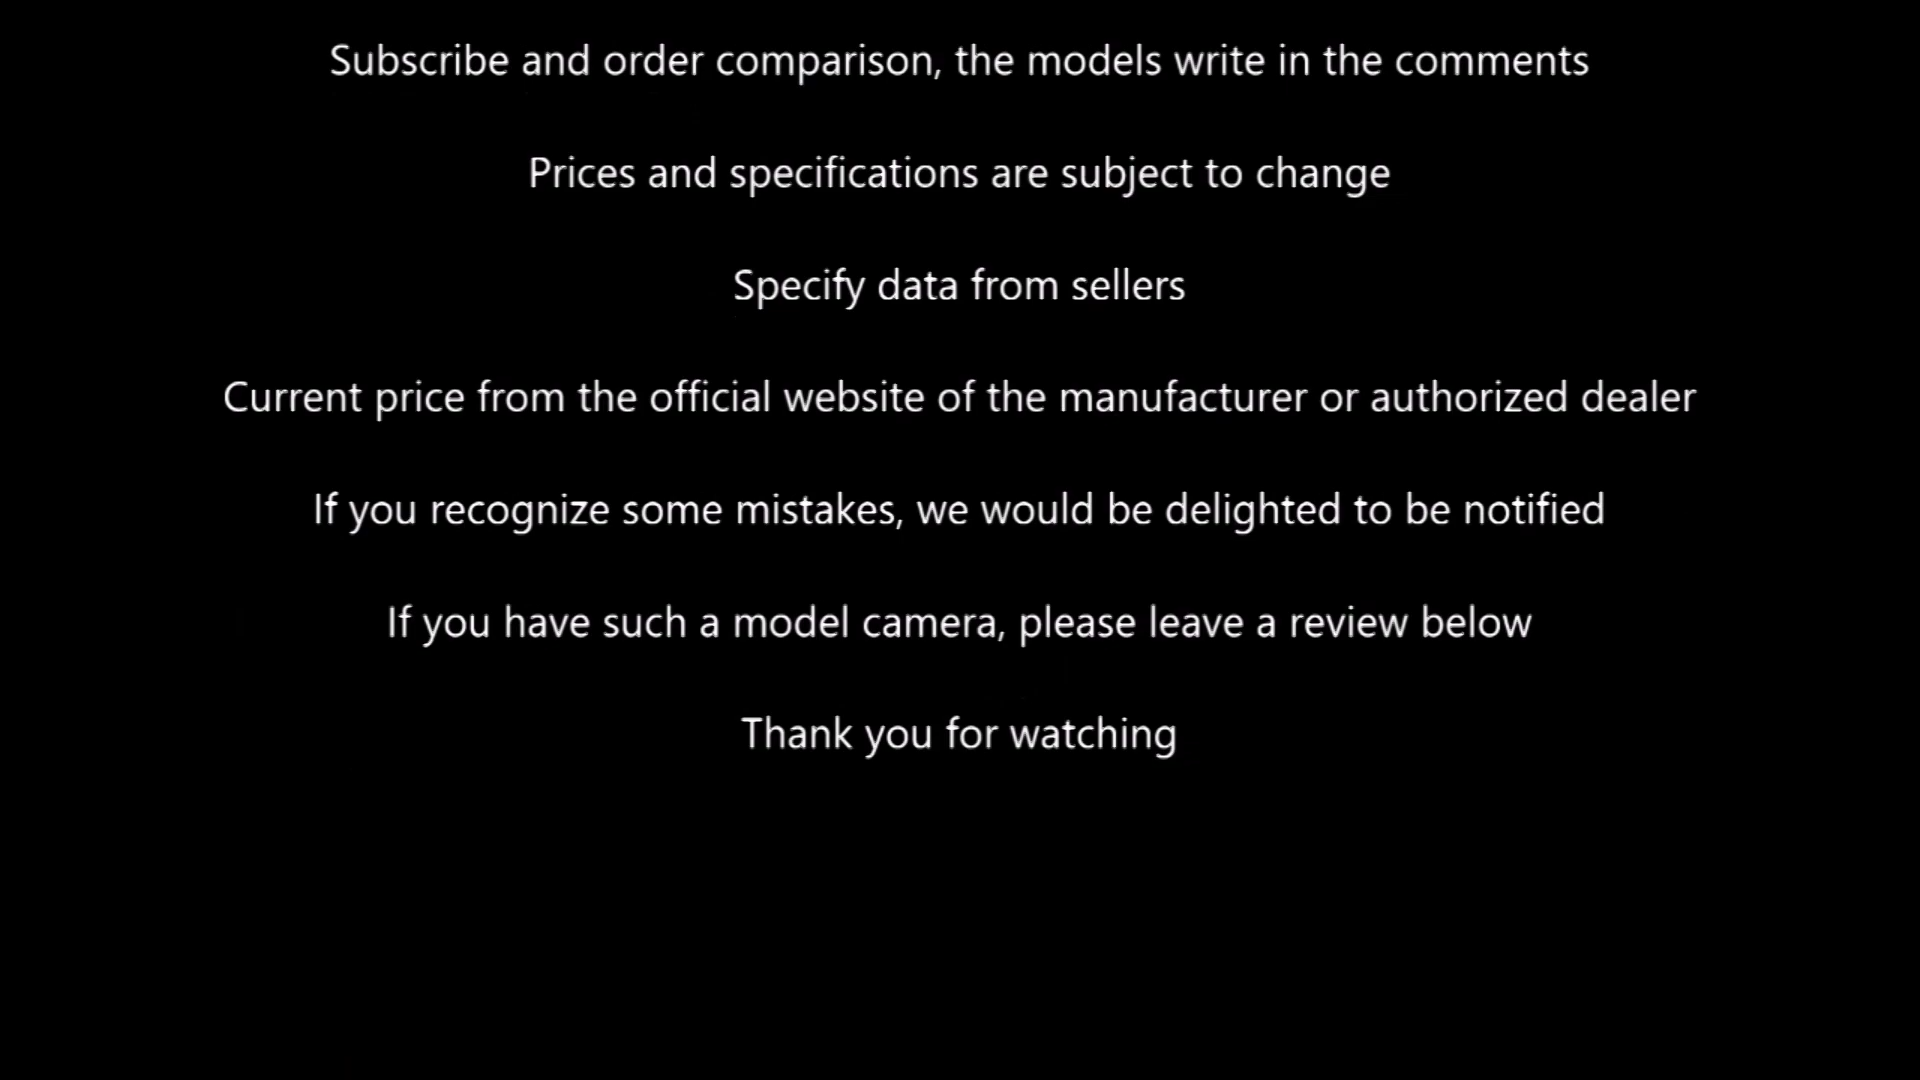 Subscribe and order comparison, the models write in the comments
Prices and specifications are subject to change
Specify data from sellers
Current price from the official website of the manufacturer or authorized dealer
If you recognize some mistakes, we would be delighted to be notified
If you have such a model camera, please leave a review below
Thank you for watching